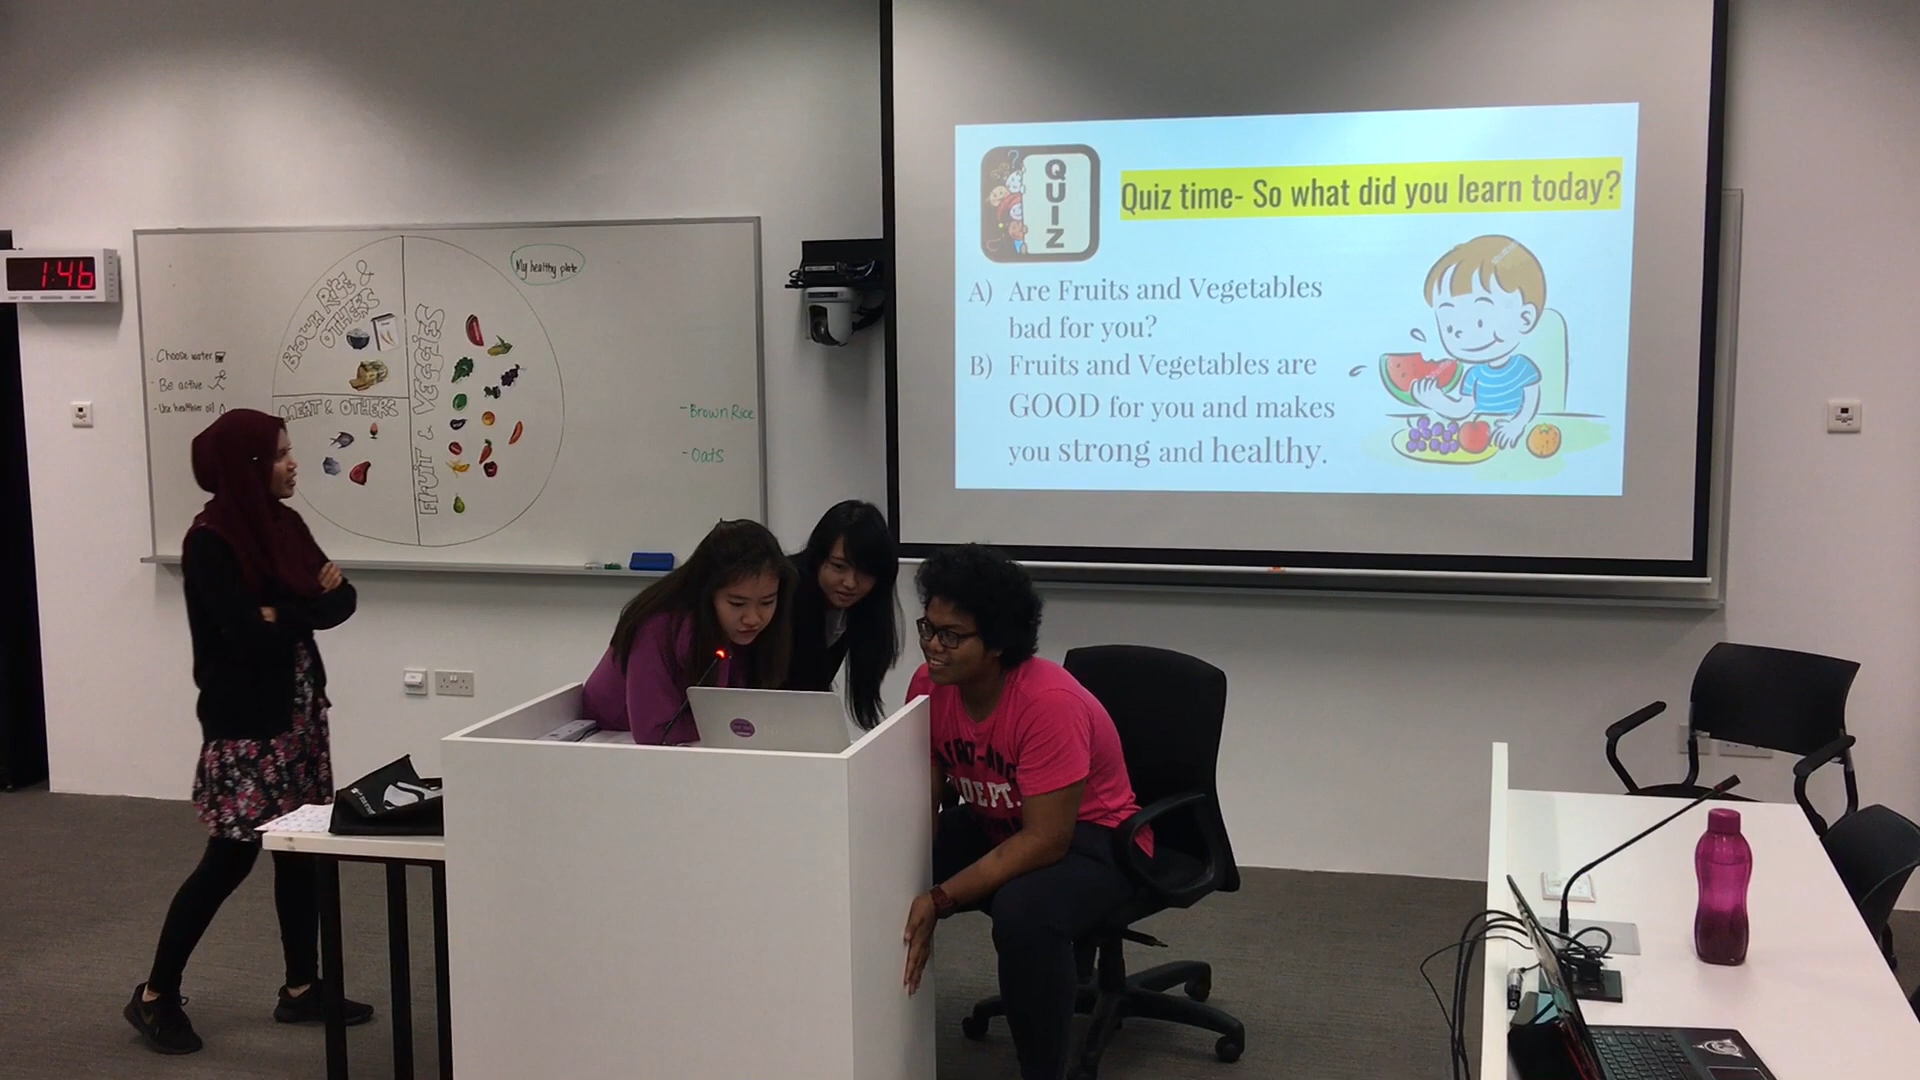 1:46
My healthy plate
BROWN RICE &
OTHERS
- Choose water
- Be active
- Use healthier oil
MEAT & OTHERS
FRUIT & VEGGIES
- Brown Rice
- Oats
QUIZ
Quiz time- So what did you learn today?
A) Are Fruits and Vegetables
bad for you?
B) Fruits and Vegetables are
GOOD for you and makes
you strong and healthy.
DEPT.